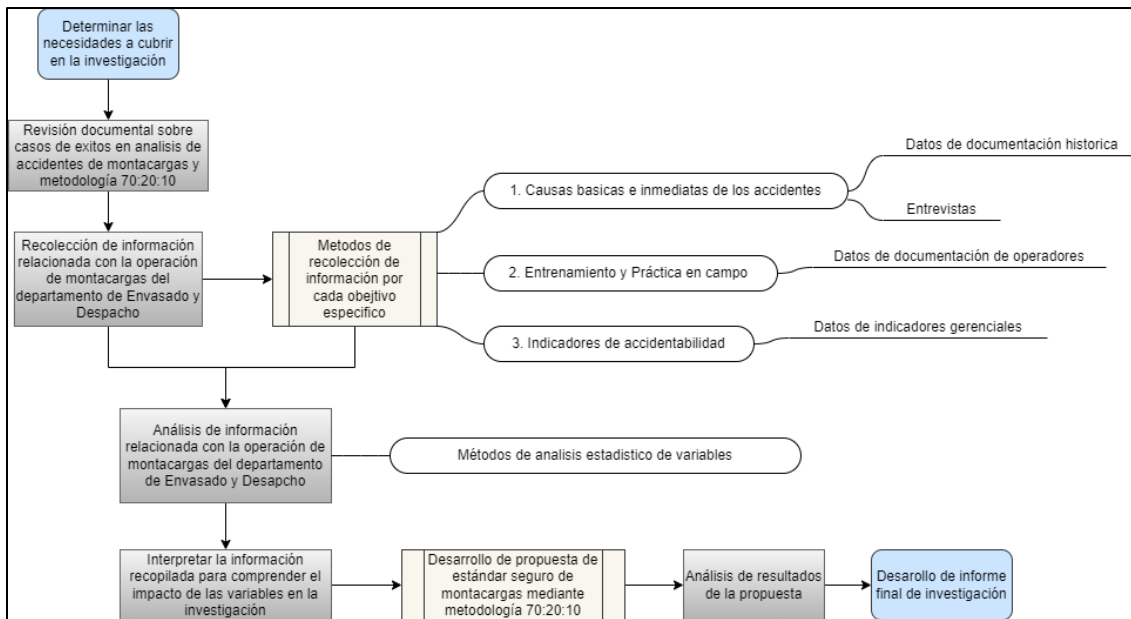 Determinar las
necesidades a cubrir
en la investigación
Revisión documental sobre
casos de exitos en analisis de
accidentes de montacargas y
metodología 70:20:10
Recolección de información
relacionada con la operación
de montacargas del
departamento de Envasado y
Despacho
Metodos de
recolección de
información por
cada obejtivo
especifico
1. Causas basicas e inmediatas de los accidentes
Datos de documentación historica
Entrevistas
2. Entrenamiento y Práctica en campo
Datos de documentación de operadores
3. Indicadores de accidentabilidad
Datos de indicadores gerenciales
Análisis de información
relacionada con la operación de
montacargas del departamento
de Envasado y Desapcho
Métodos de analisis estadistico de variables
Interpretar la información
recopilada para comprender el
impacto de las variables en la
investigación
Desarrollo de propuesta de
estándar seguro de
montacargas mediante
metodología 70:20:10
Análisis de resultados
de la propuesta
Desarollo de informe
final de investigación